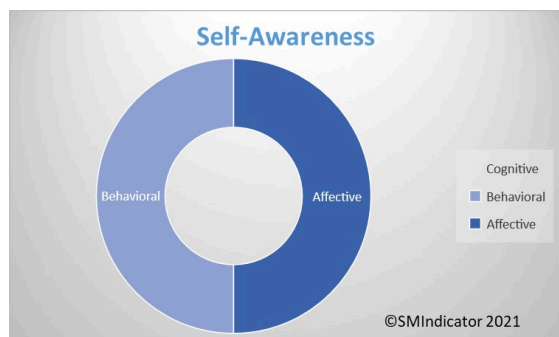 Self-Awareness
Behavioral
Affective
Cognitive
Behavioral
Affective
©SMIndicator 2021